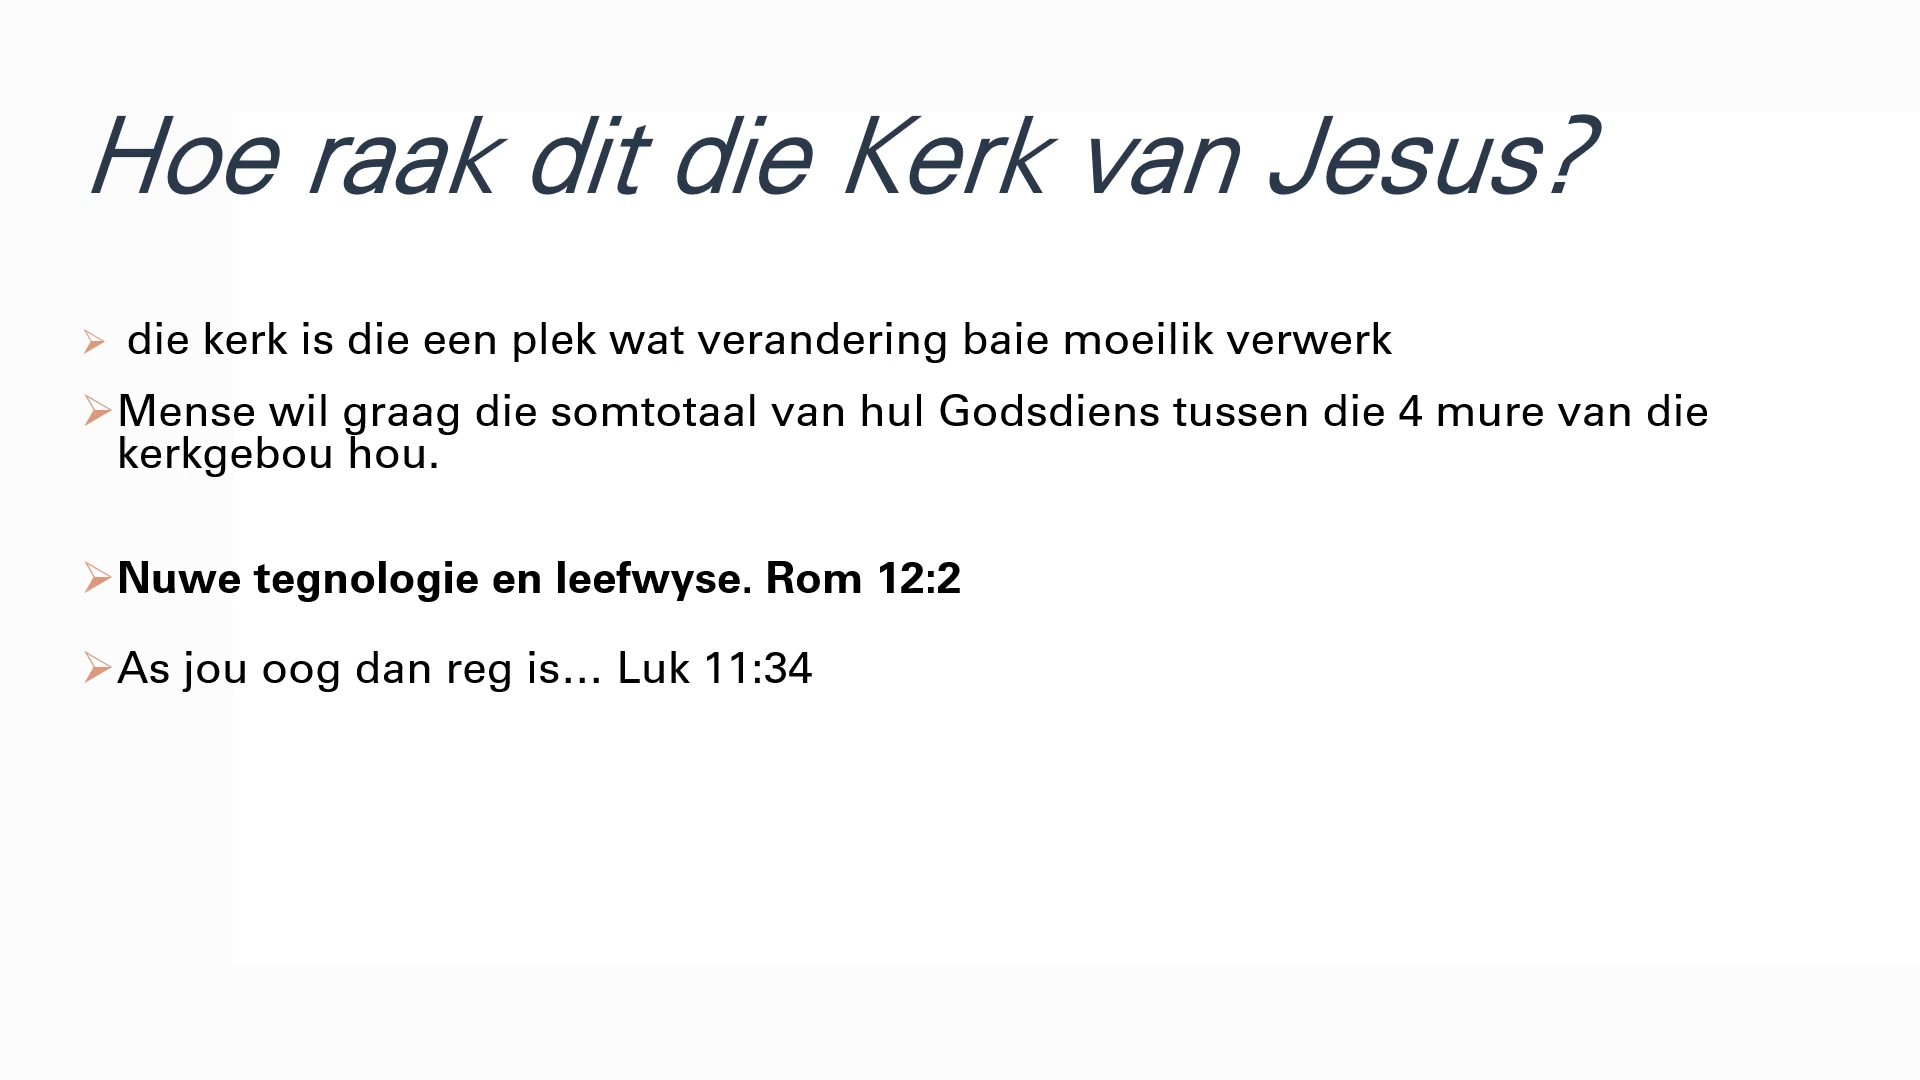 Hoe raak dit die Kerk van Jesus?
die kerk is die een plek wat verandering baie moeilik verwerk
Mense wil graag die somtotaal van hul Godsdiens tussen die 4 mure van die
kerkgebou hou.
Nuwe tegnologie en leefwyse. Rom 12:2
As jou oog dan reg is… Luk 11:34